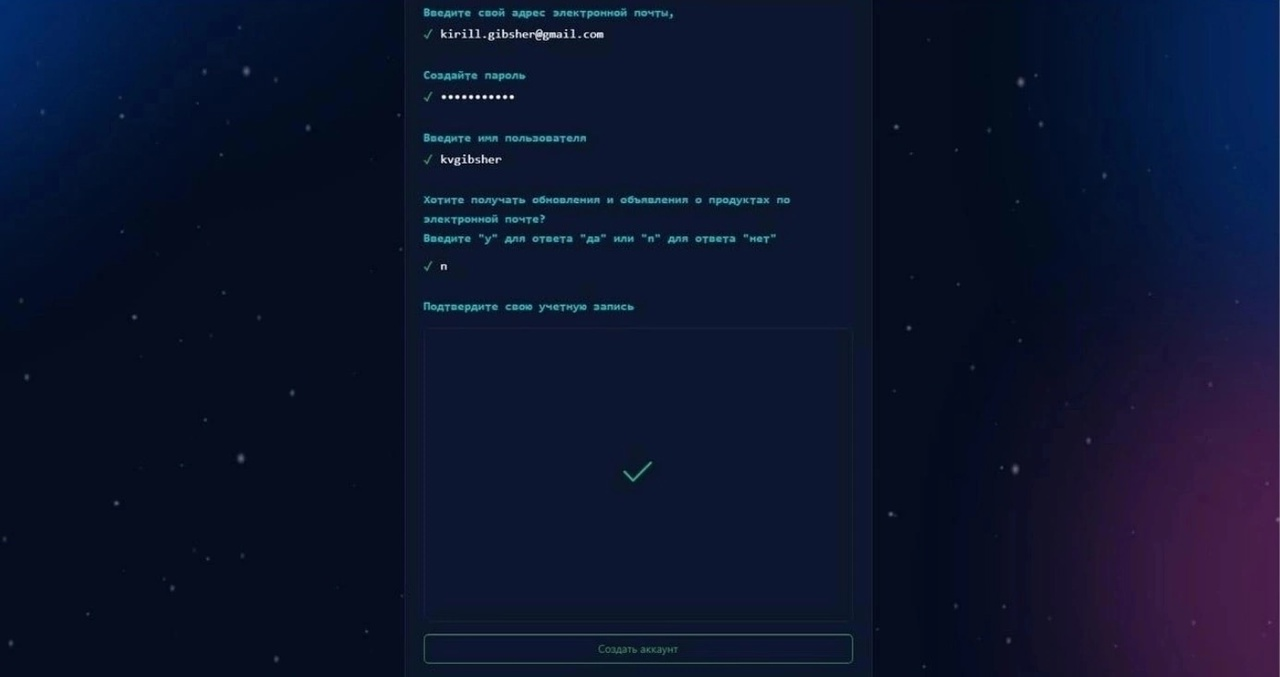 Введите свой адрес электронной почты,
✓ kirill.gibsher@gmail.com
Создайте пароль
✓ •••••••••••
Введите имя пользователя
✓ kvgibsher
Хотите получать обновления и объявления о продуктах по
электронной почте?
Введите "y" для ответа "да" или "n" для ответа "нет"
✓ n
Подтвердите свою учетную запись
Создать аккаунт